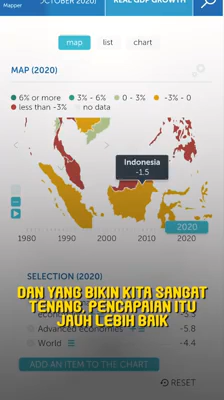 Mapper
OCTOBER 2020)
REAL GDP GROWTH
map
list
chart
MAP (2020)
6% or more
3% - 6%
0 - 3%
-3% - 0
less than -3%
no data
Indonesia
-1.5
2020
1980
1990
2000
2010
2020
SELECTION (2020)
DAN YANG BIKIN KITA SANGAT
TENANG, PENCAPAIAN ITU
JAUH LEBIH BAIK
Advanced economies
-5.8
World
-4.4
ADD AN ITEM TO THE CHART
RESET